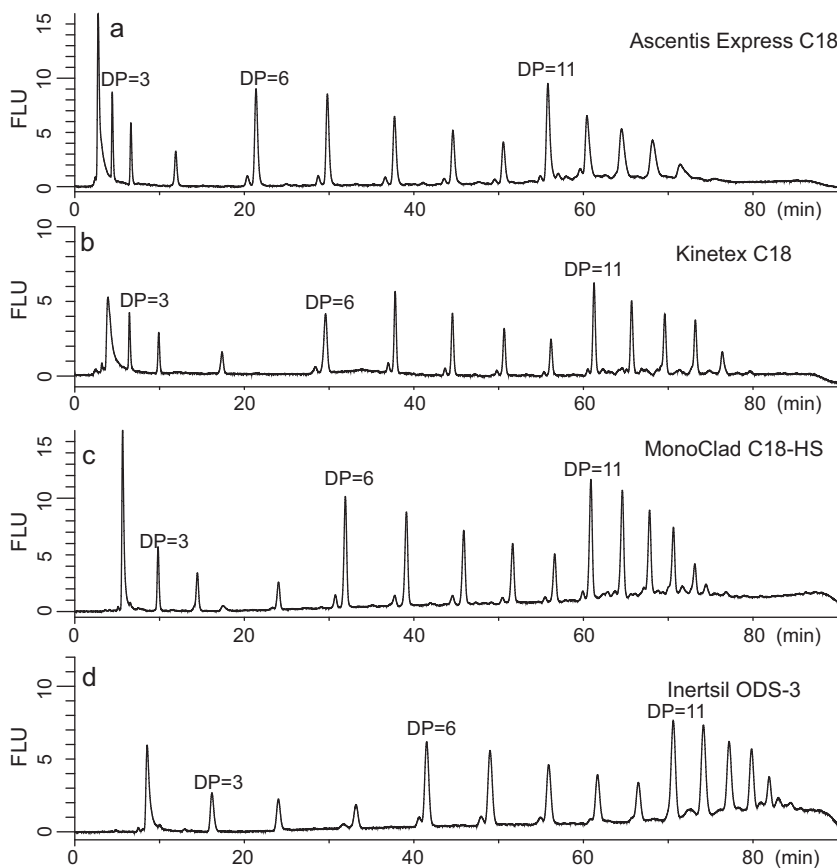 a
Ascentis Express C18
DP=3
DP=6
DP=11
FLU
15
10
5
0
0 20 40 60 80 (min)
b
Kinetex C18
DP=3
DP=6
DP=11
FLU
10
5
0
0 20 40 60 80 (min)
c
MonoClad C18-HS
DP=3
DP=6
DP=11
FLU
15
10
5
0
0 20 40 60 80 (min)
d
Inertsil ODS-3
DP=3
DP=6
DP=11
FLU
10
5
0
0 20 40 60 80 (min)